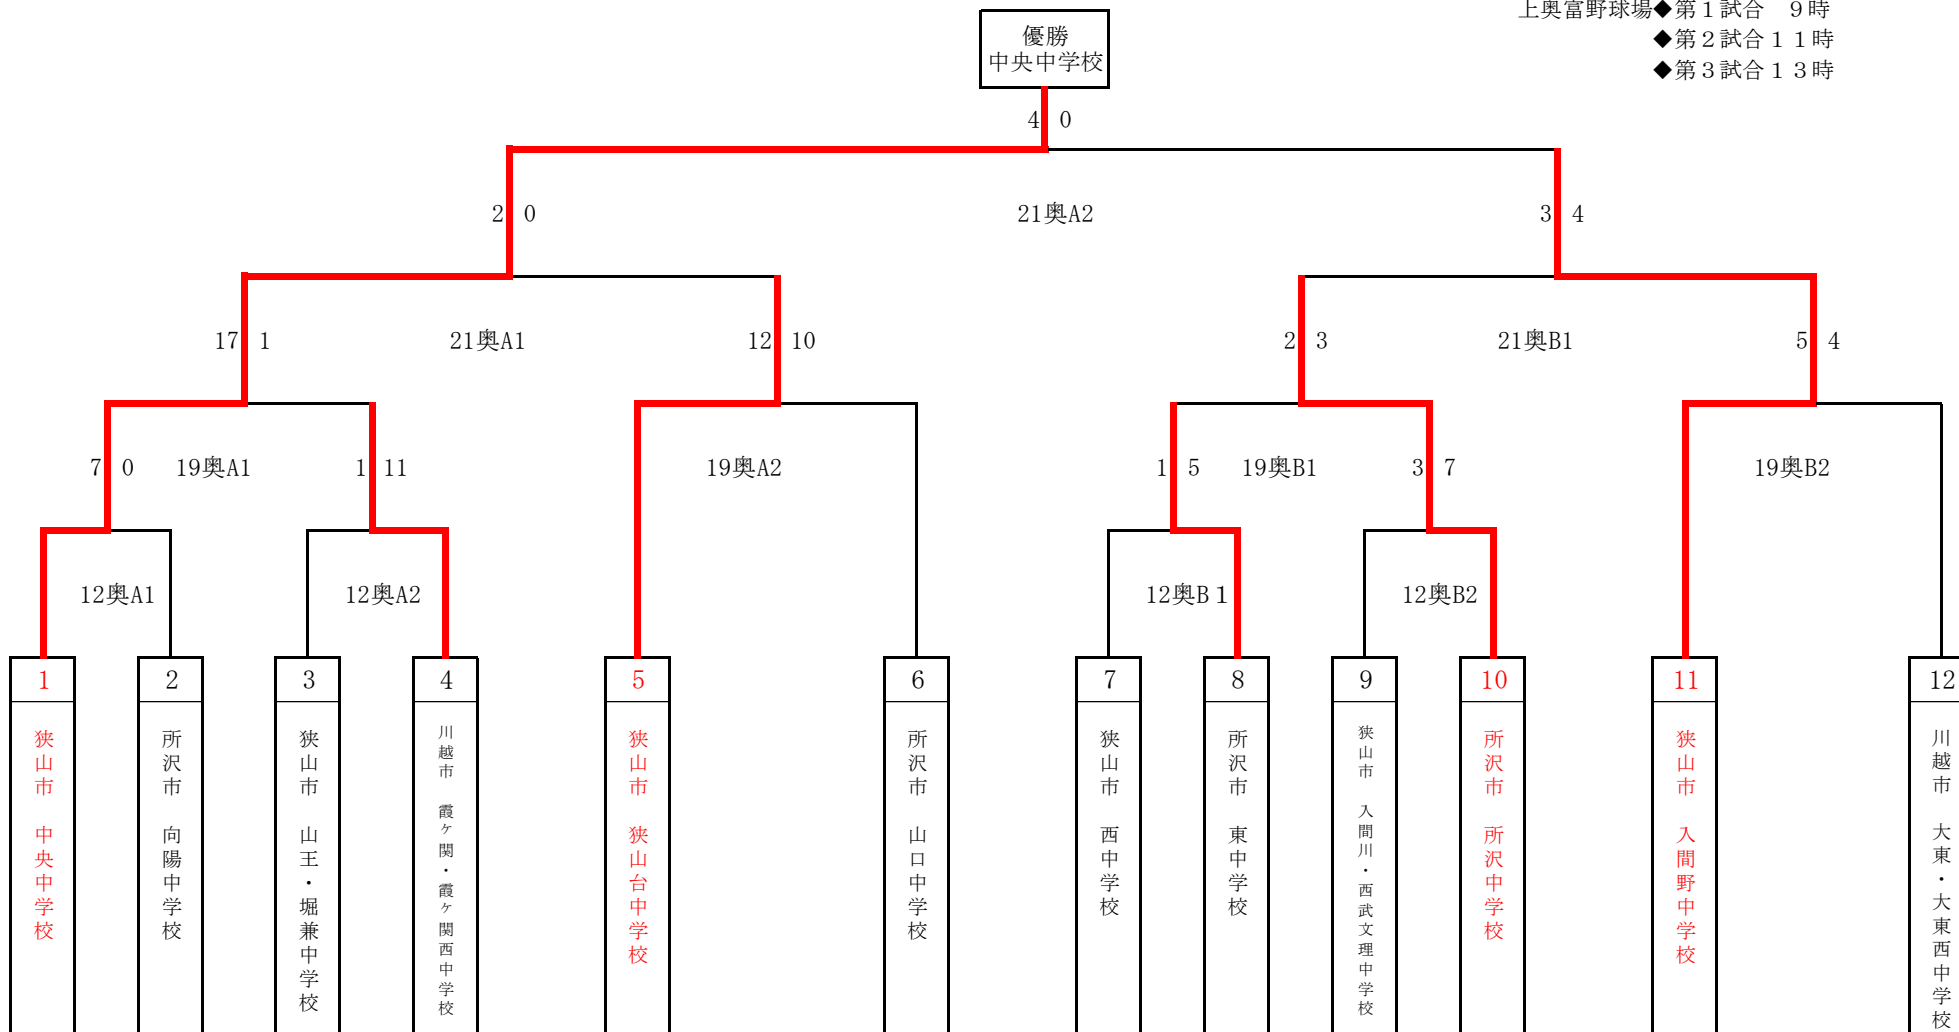 上奥富野球場◆第１試合　９時
◆第２試合１１時
◆第３試合１３時
優勝
中央中学校
4 0
2 0
21奥A2
3 4
17 1
21奥A1
12 10
2 3
21奥B1
5 4
7 0
19奥A1
1 11
19奥A2
1 5
19奥B1
3 7
19奥B2
12奥A1
12奥A2
12奥B１
12奥B2
1
2
3
4
5
6
7
8
9
10
11
12
狭山市　中央中学校
所沢市　向陽中学校
狭山市　山王・堀兼中学校
川越市　霞ヶ関・霞ヶ関西中学校
狭山市　狭山台中学校
所沢市　山口中学校
狭山市　西中学校
所沢市　東中学校
狭山市　入間川・西武文理中学校
所沢市　所沢中学校
狭山市　入間野中学校
川越市　大東・大東西中学校